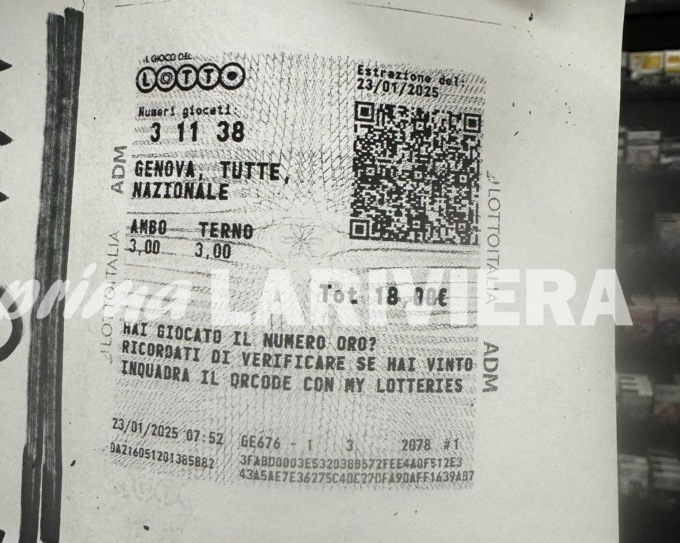 IL GIOCO DEL
LOTTO
Estrazione del:
23/01/2025
Numeri giocati:
3 11 38
GENOVA, TUTTE,
NAZIONALE
AMBO TERNO
3,00 3,00
Tot 18,00€
HAI GIOCATO IL NUMERO ORO?
RICORDATI DI VERIFICARE SE HAI VINTO
INQUADRA IL QRCODE CON MY LOTTERIES
23/01/2025 07:52 GE676 - 1 3 2078 #1
0A216051201385882
ADM
LOTTOITALIA
LOTTOITALIA
ADM
prima LARIVIERA